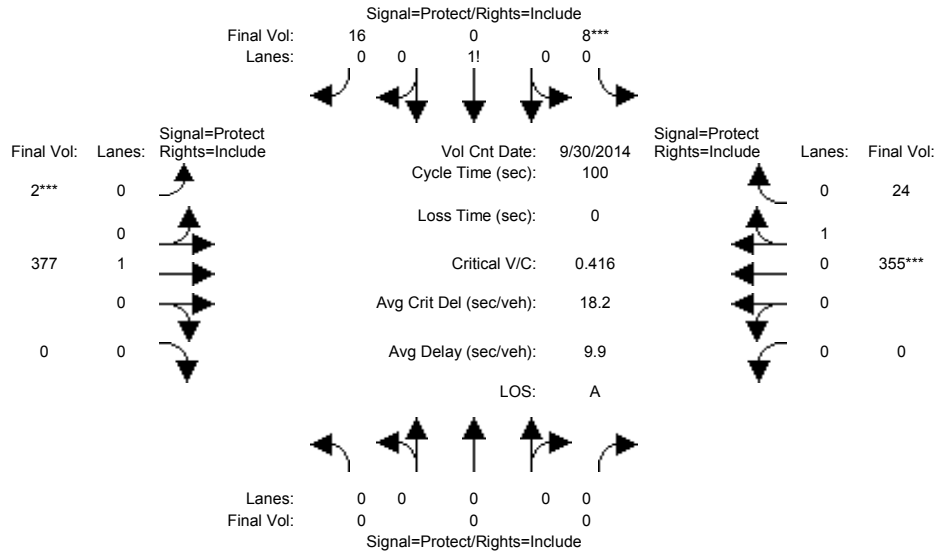 Signal=Protect/Rights=Include
Final Vol: 16 0 8***
Lanes: 0 0 1! 0 0
Signal=Protect Signal=Protect
Final Vol: Lanes: Rights=Include Vol Cnt Date: 9/30/2014 Rights=Include Lanes: Final Vol:
Cycle Time (sec): 100
2*** 0 0 24
Loss Time (sec): 0
0 1
377 1 Critical V/C: 0.416 0 355***
0 Avg Crit Del (sec/veh): 18.2 0
0 0 Avg Delay (sec/veh): 9.9 0 0
LOS: A
Lanes: 0 0 0 0 0
Final Vol: 0 0 0
Signal=Protect/Rights=Include